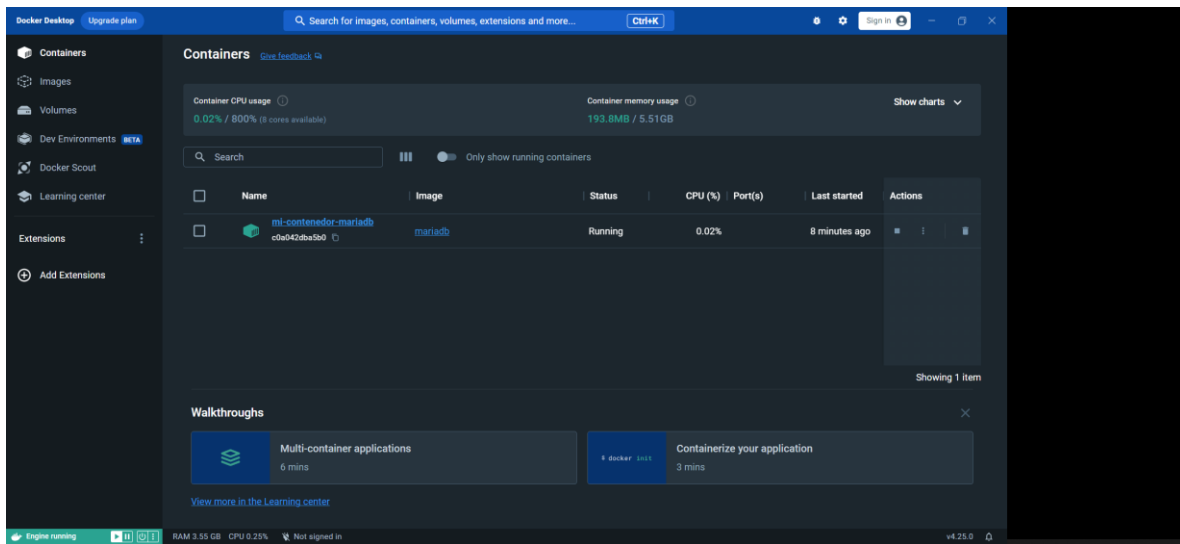 Docker Desktop Upgrade plan Search for images, containers, volumes, extensions and more... Ctrl+K Sign in
Containers
Images
Volumes
Dev Environments BETA
Docker Scout
Learning center
Extensions
Add Extensions
Containers Give feedback
Container CPU usage
0.02% / 800% (8 cores available)
Container memory usage
193.8MB / 5.51GB
Show charts
Search
Only show running containers
Name Image Status CPU (%) Port(s) Last started Actions
mi-contenedor-mariadb
c0a042dba5b0
mariadb Running 0.02% 8 minutes ago
Showing 1 item
Walkthroughs
Multi-container applications
6 mins
$ docker init
Containerize your application
3 mins
View more in the Learning center
Engine running RAM 3.55 GB CPU 0.25% Not signed in v4.25.0